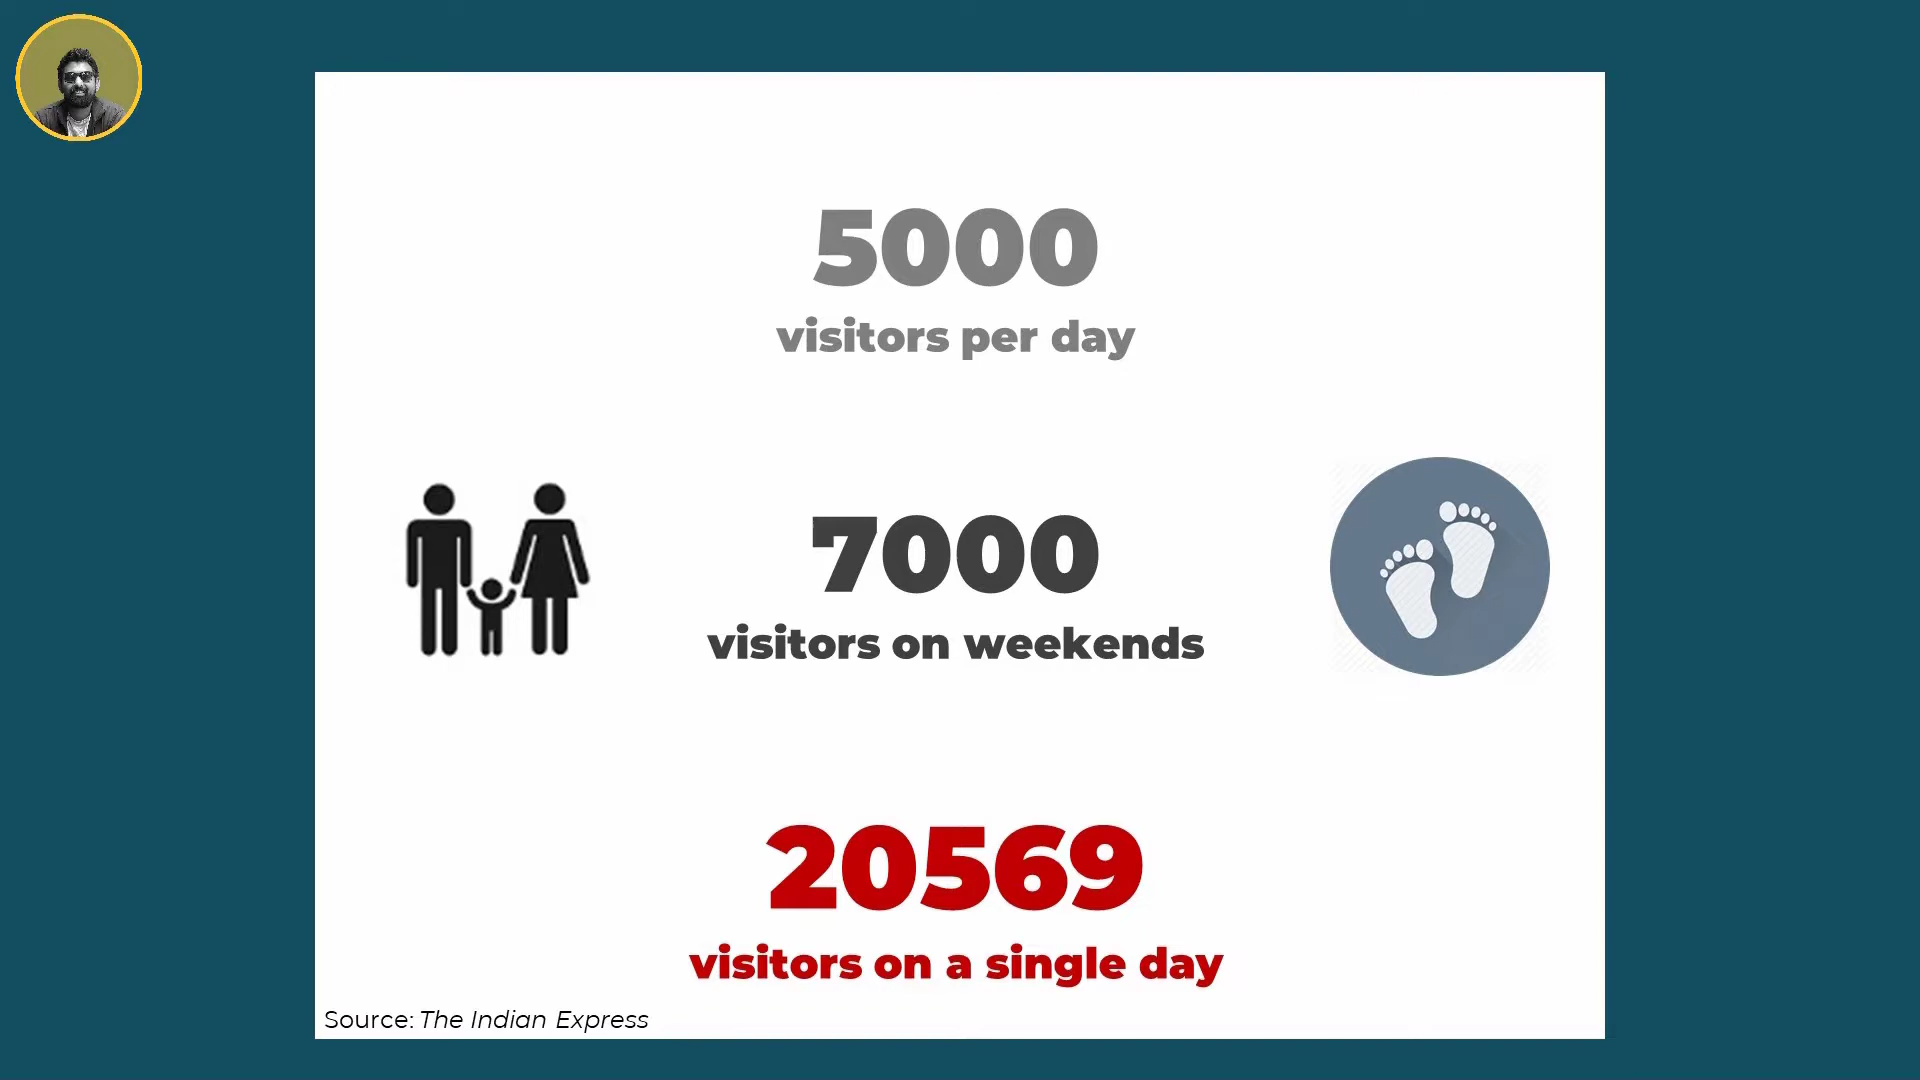 5000
visitors per day
7000
visitors on weekends
20569
visitors on a single day
Source: The Indian Express